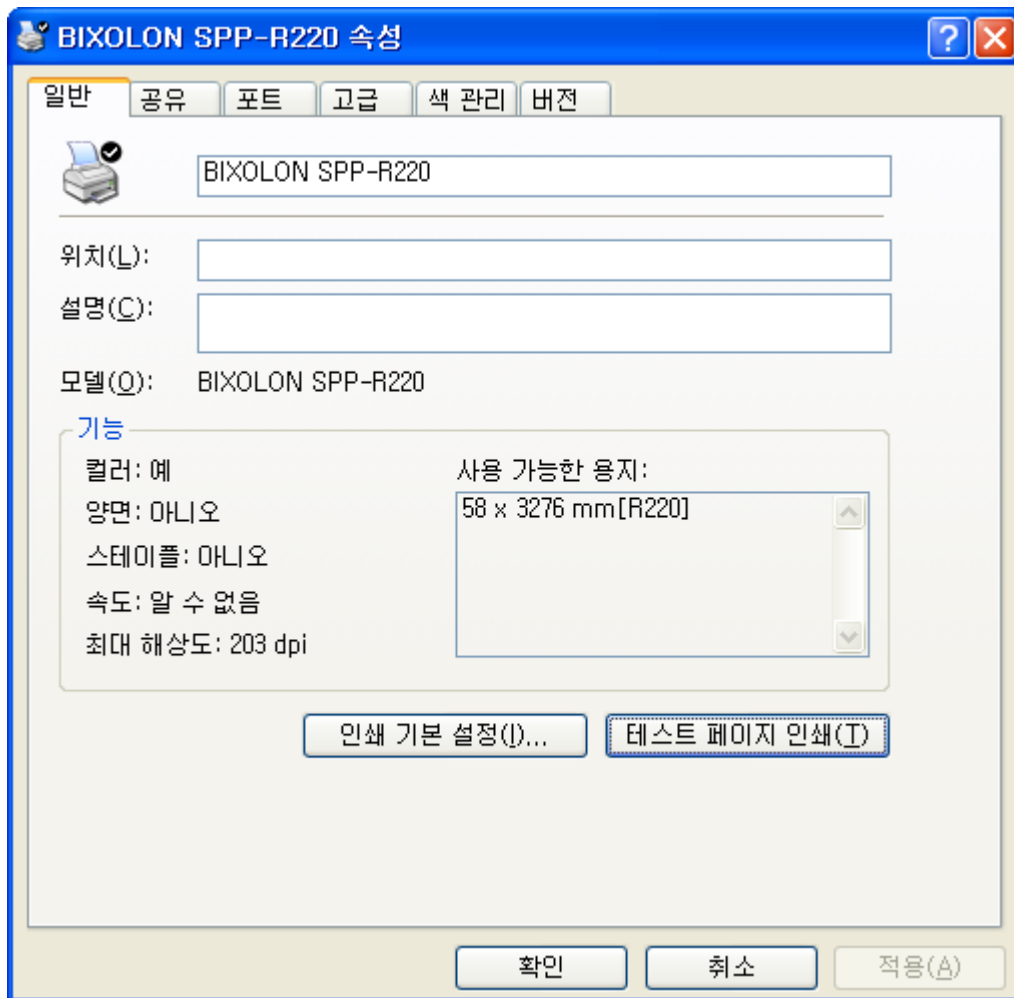 BIXOLON SPP-R220 속성
일반 공유 포트 고급 색 관리 버전
BIXOLON SPP-R220
위치(L):
설명(C):
모델(O): BIXOLON SPP-R220
기능
컬러: 예
양면: 아니오
스테이플: 아니오
속도: 알 수 없음
최대 해상도: 203 dpi
사용 가능한 용지:
58 x 3276 mm[R220]
인쇄 기본 설정(I)... 테스트 페이지 인쇄(T)
확인 취소 적용(A)